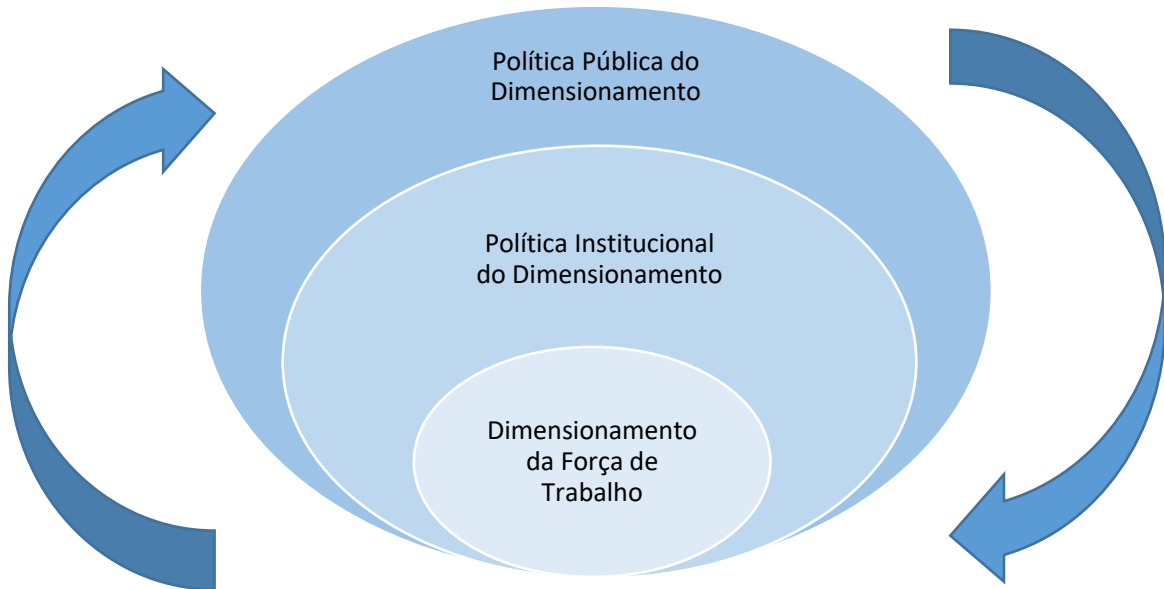 Política Pública do
Dimensionamento
Política Institucional
do Dimensionamento
Dimensionamento
da Força de
Trabalho